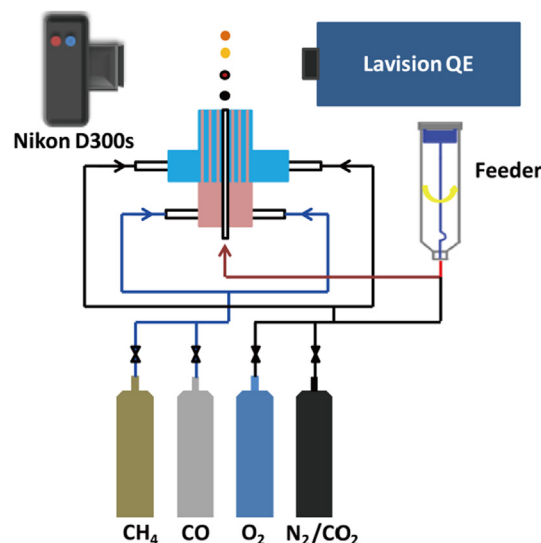 Lavision QE
Nikon D300s
Feeder
CH₄ CO O₂ N₂/CO₂